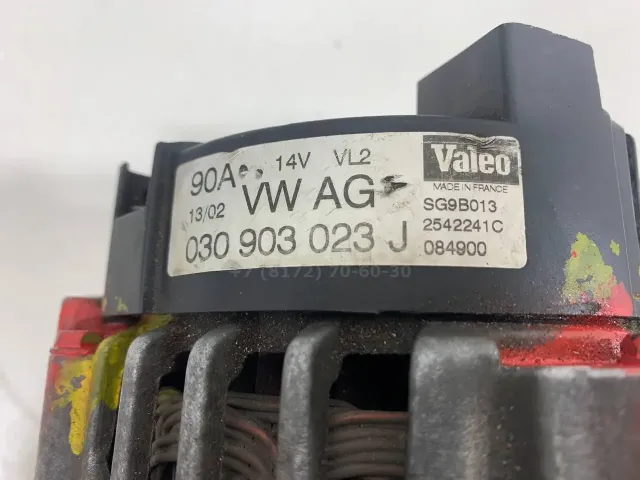 90A 14V VL2
13/02 VW AG
030 903 023 J
Valeo
MADE IN FRANCE
SG9B013
2542241C
084900
+7 (8172) 70-60-30